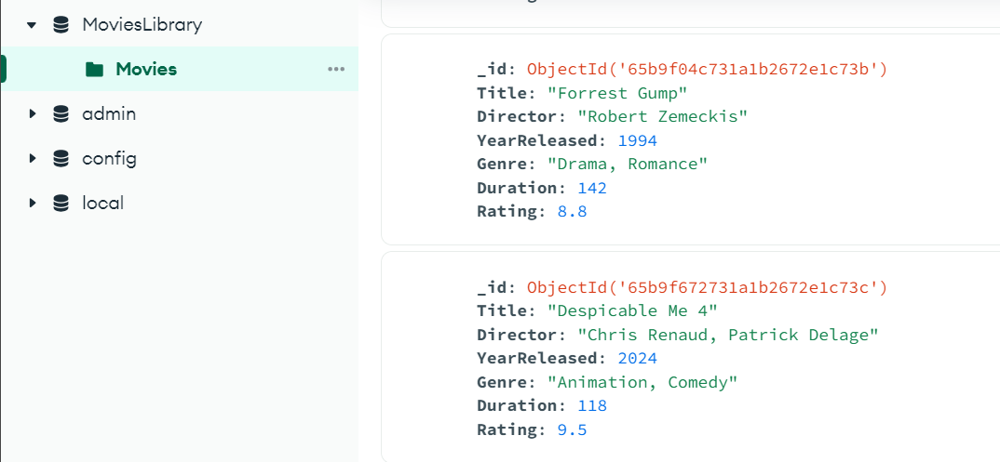 MoviesLibrary
Movies
admin
config
local
_id: ObjectId('65b9f04c731a1b2672e1c73b')
Title: "Forrest Gump"
Director: "Robert Zemeckis"
YearReleased: 1994
Genre: "Drama, Romance"
Duration: 142
Rating: 8.8
_id: ObjectId('65b9f672731a1b2672e1c73c')
Title: "Despicable Me 4"
Director: "Chris Renaud, Patrick Delage"
YearReleased: 2024
Genre: "Animation, Comedy"
Duration: 118
Rating: 9.5